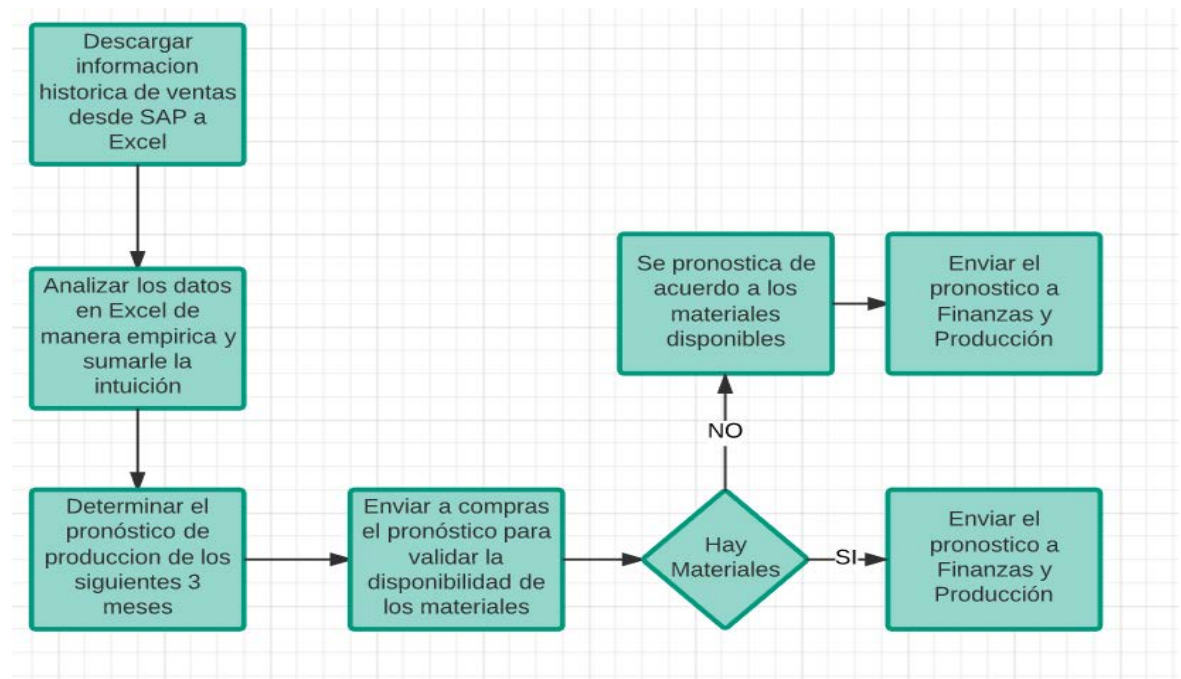 Descargar
informacion
historica de ventas
desde SAP a
Excel
Analizar los datos
en Excel de
manera empirica y
sumarle la
intuición
Determinar el
pronóstico de
produccion de los
siguientes 3
meses
Enviar a compras
el pronóstico para
validar la
disponibilidad de
los materiales
Hay
Materiales
NO
Se pronostica de
acuerdo a los
materiales
disponibles
Enviar el
pronostico a
Finanzas y
Producción
SI
Enviar el
pronostico a
Finanzas y
Producción